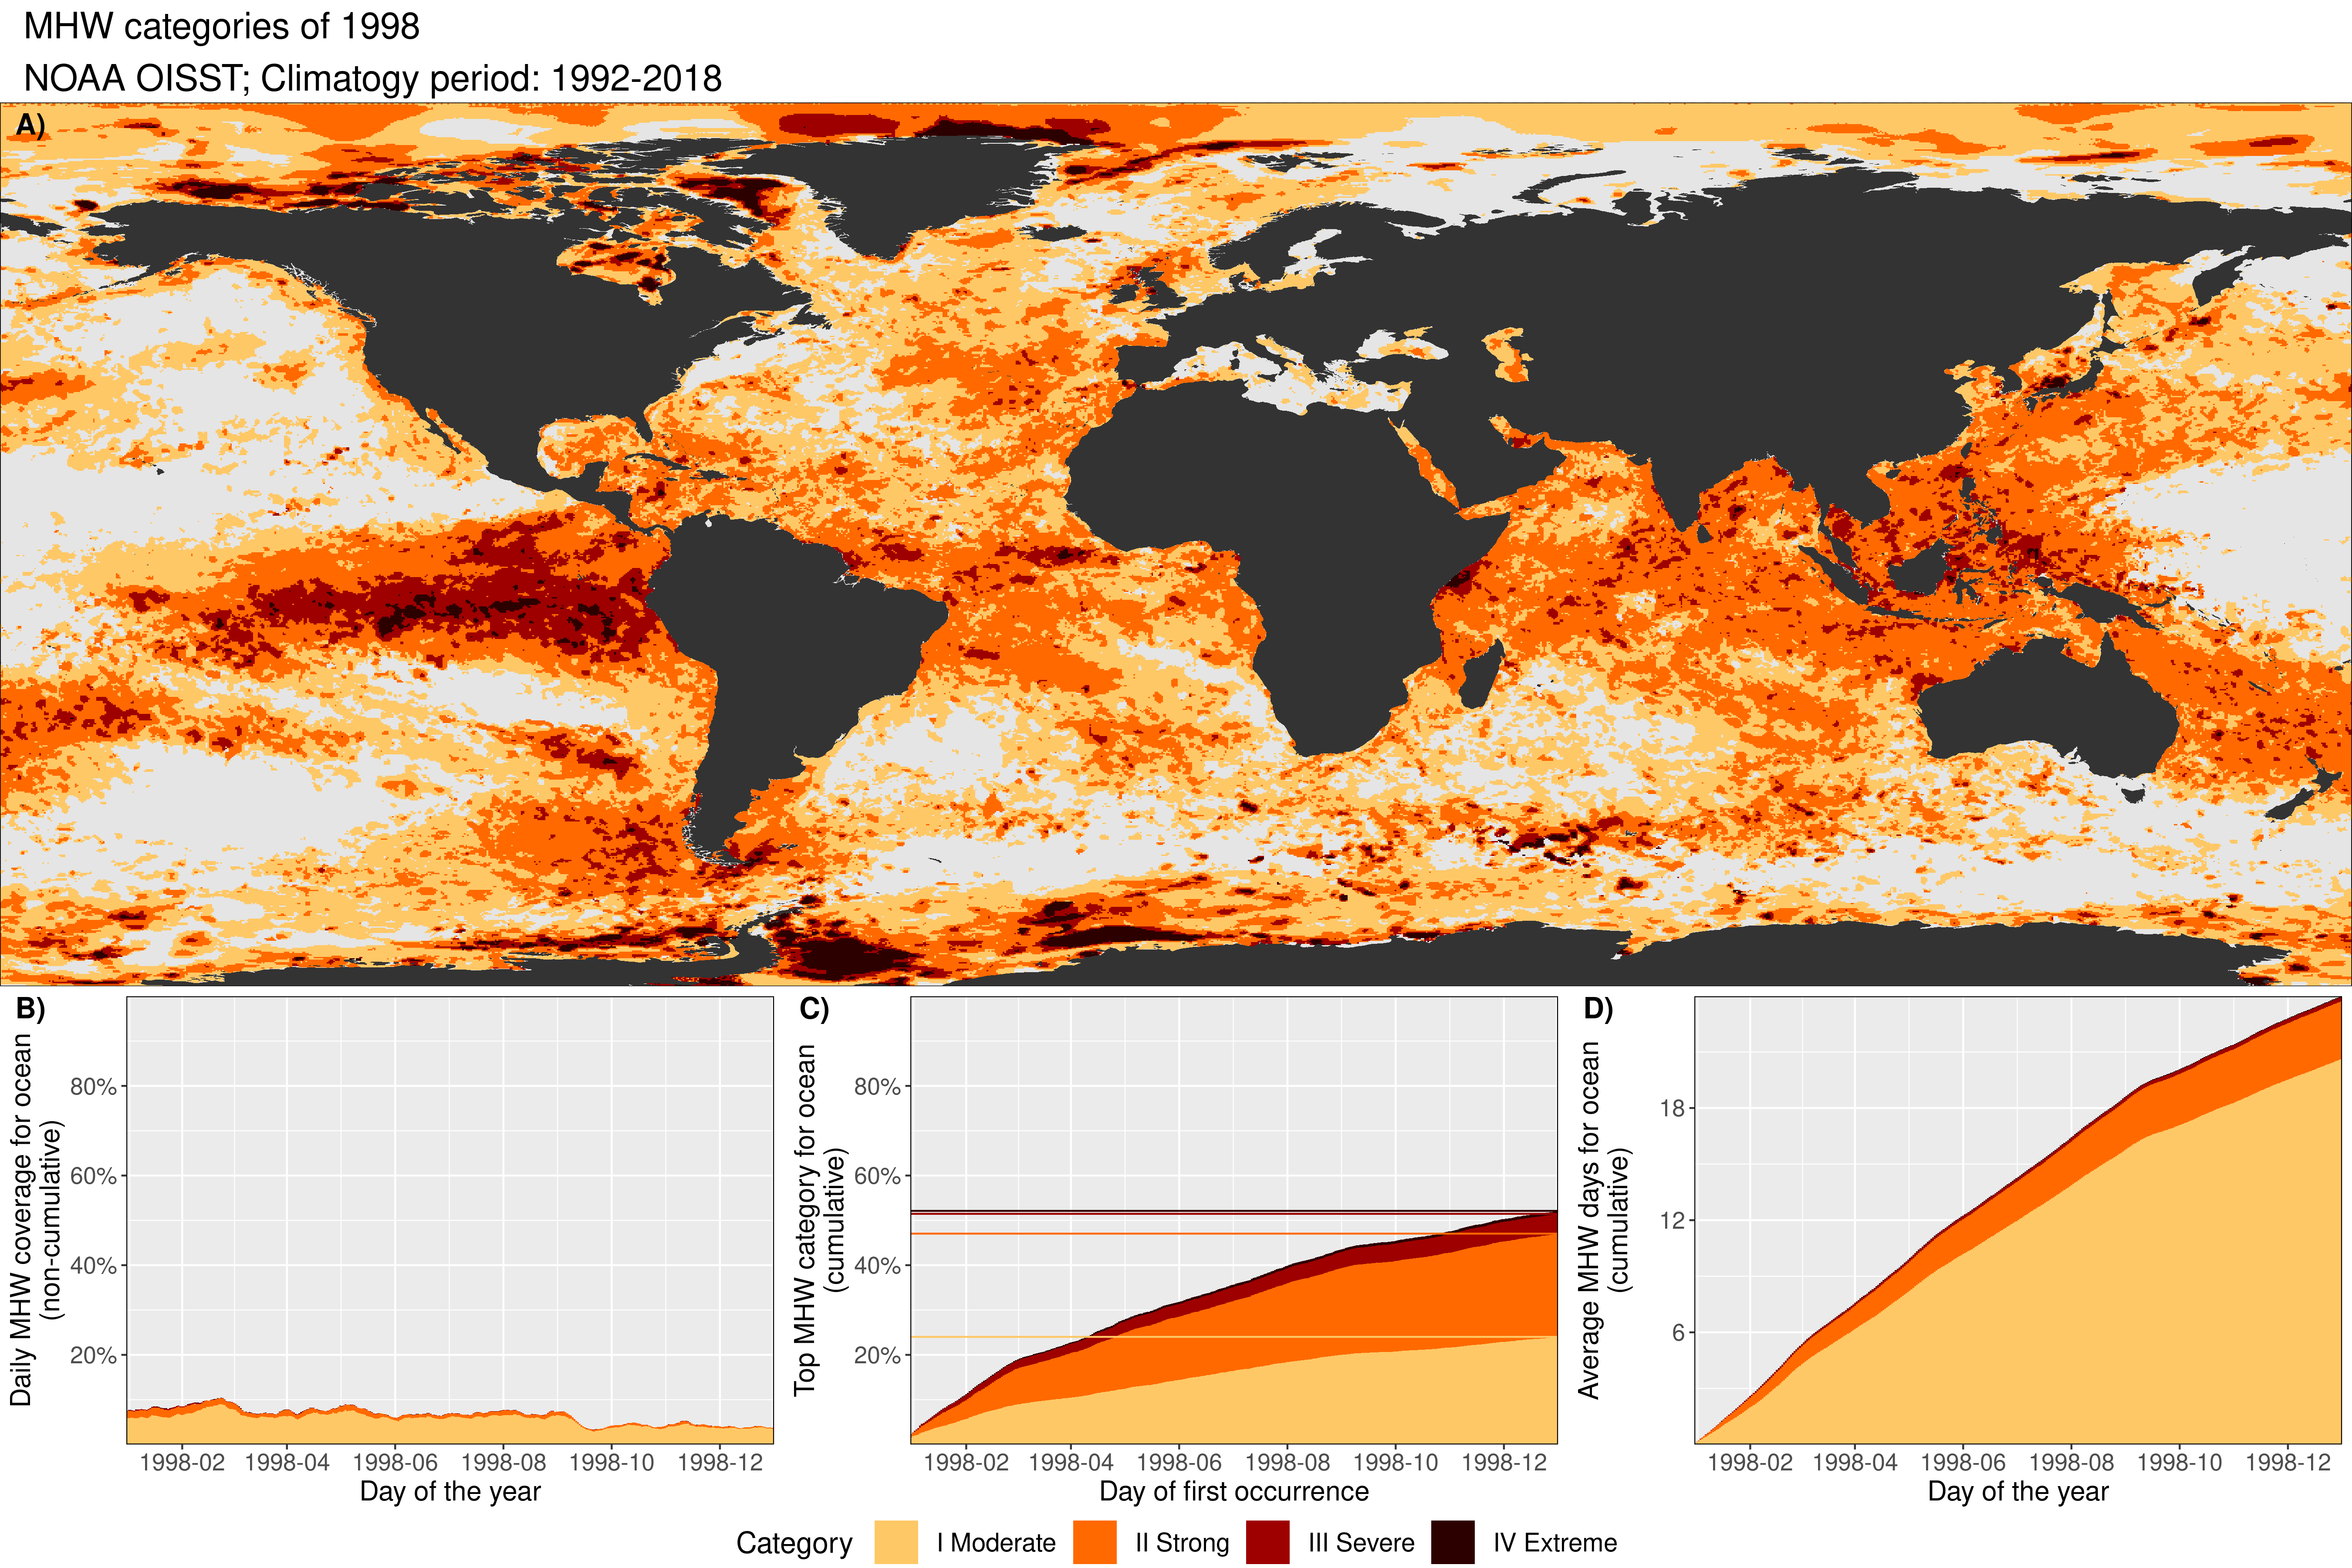 MHW categories of 1998
NOAA OISST; Climatogy period: 1992-2018
A)
B)
Daily MHW coverage for ocean
(non-cumulative)
80%
60%
40%
20%
1998-02 1998-04 1998-06 1998-08 1998-10 1998-12
Day of the year
C)
Top MHW category for ocean
(cumulative)
80%
60%
40%
20%
1998-02 1998-04 1998-06 1998-08 1998-10 1998-12
Day of first occurrence
D)
Average MHW days for ocean
(cumulative)
18
12
6
1998-02 1998-04 1998-06 1998-08 1998-10 1998-12
Day of the year
Category I Moderate II Strong III Severe IV Extreme